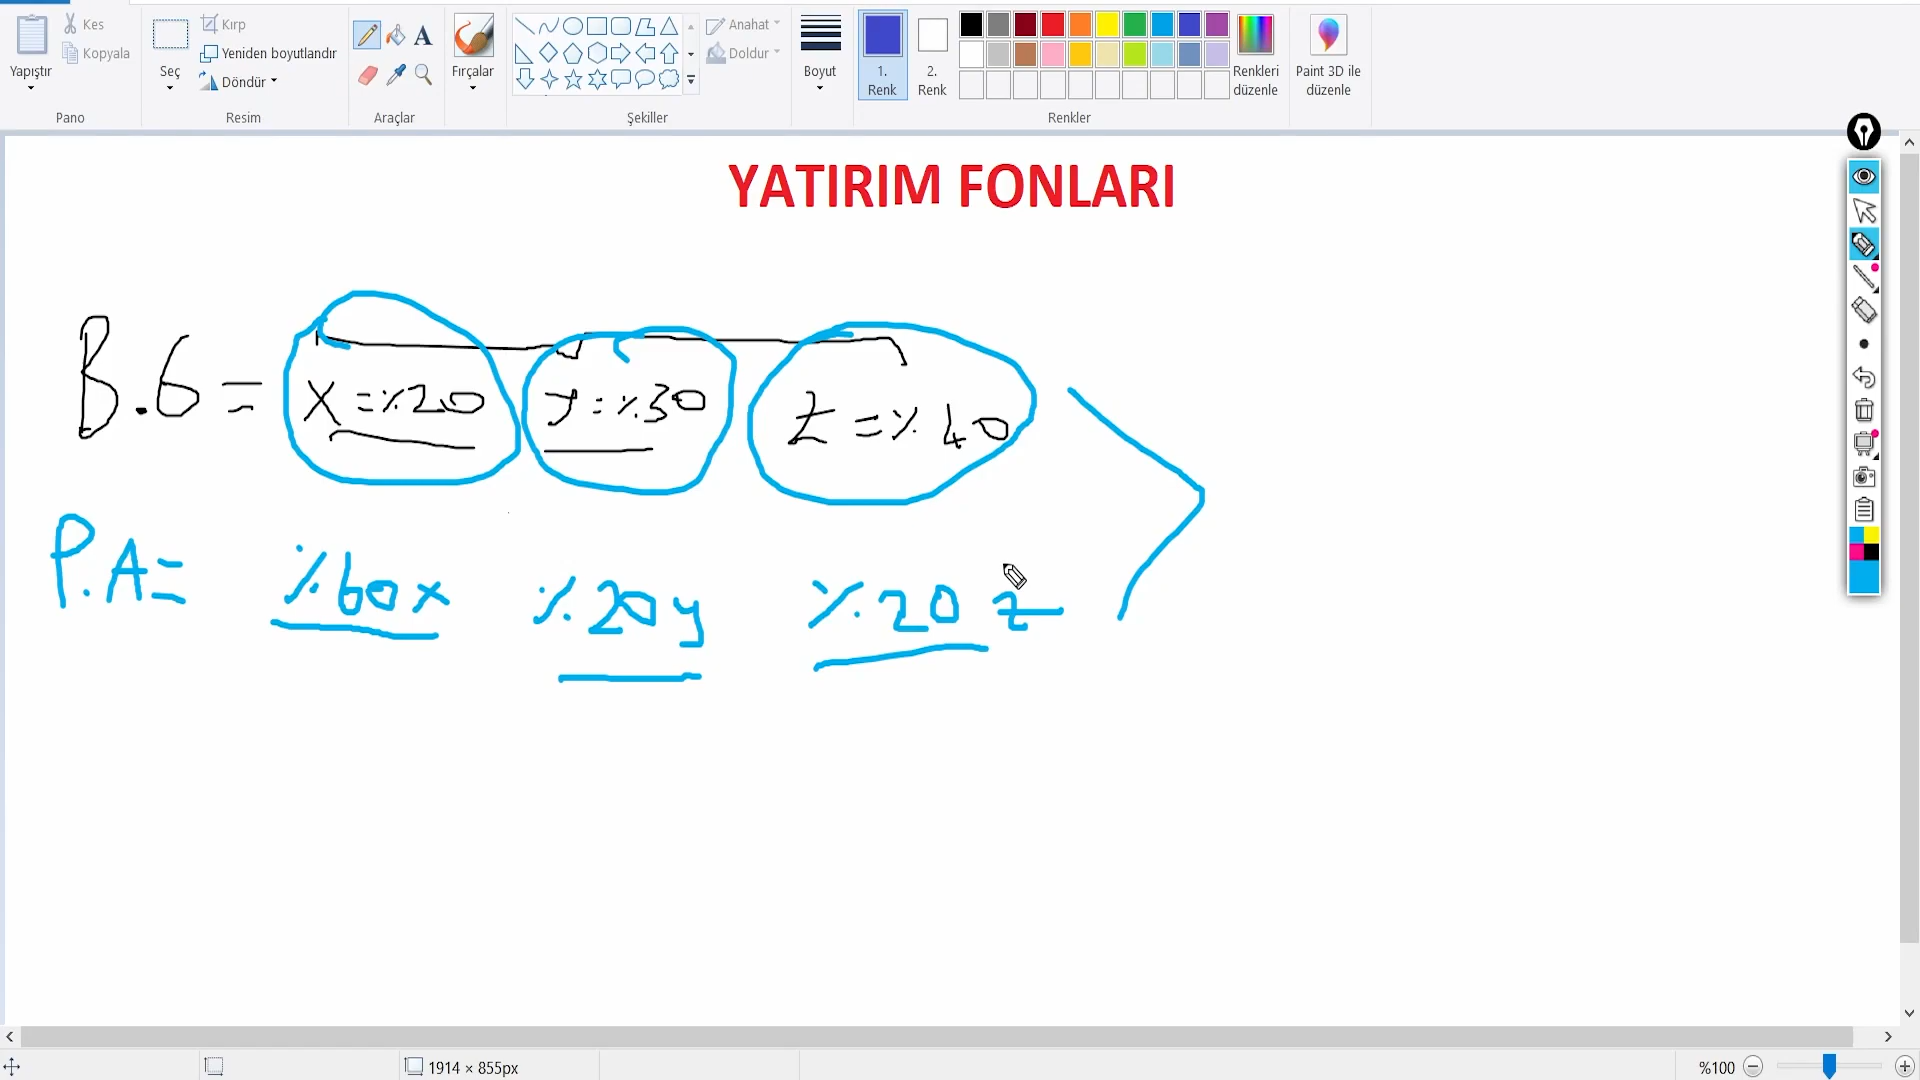 Yapıştır
Kes
Kopyala
Pano
Seç
Kırp
Yeniden boyutlandır
Döndür
Resim
A
Araçlar
Fırçalar
Şekiller
Anahat
Doldur
Boyut
1. Renk
2. Renk
Renkleri düzenle
Paint 3D ile düzenle
Renkler
YATIRIM FONLARI
B.6= X=%20 y=%30 Z=%40
P.A= %60x %20y %20 Z
1914 × 855px
%100